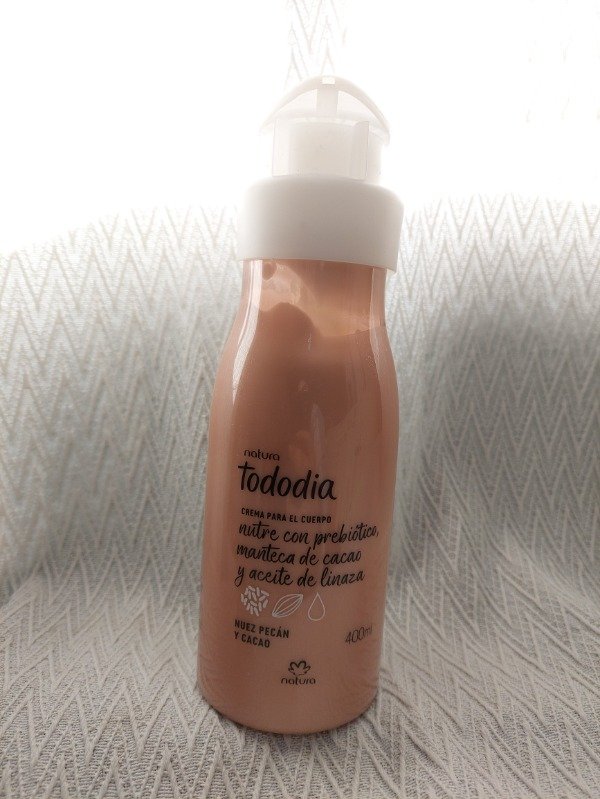 natura
tododia
CREMA PARA EL CUERPO
nutre con prebiótico,
manteca de cacao
y aceite de linaza
NUEZ PECÁN
Y CACAO
400ml
natura